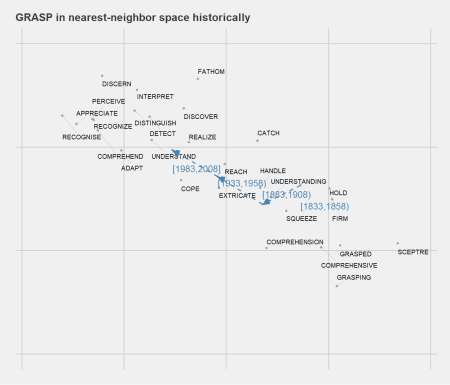 GRASP in nearest-neighbor space historically
FATHOM
DISCERN
INTERPRET
PERCEIVE
APPRECIATE
DISCOVER
DISTINGUISH
RECOGNIZE
DETECT
CATCH
RECOGNISE
REALIZE
COMPREHEND
UNDERSTAND
ADAPT
[1983,2008]
REACH
HANDLE
[1933,1958)
UNDERSTANDING
COPE
EXTRICATE
[1883,1908)
HOLD
[1833,1858)
SQUEEZE
FIRM
COMPREHENSION
GRASPED
SCEPTRE
COMPREHENSIVE
GRASPING